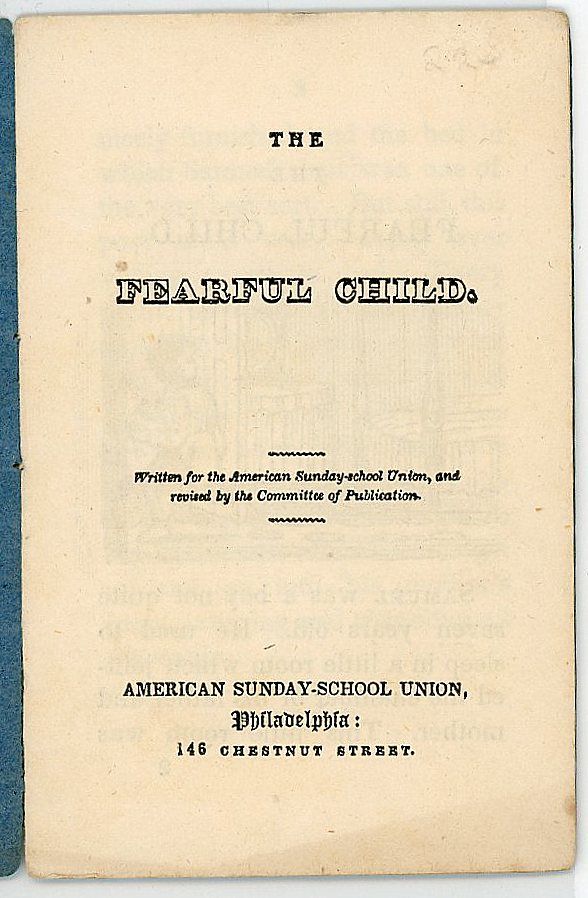 THE
FEARFUL CHILD.
Written for the American Sunday-school Union, and
revised by the Committee of Publication.
AMERICAN SUNDAY-SCHOOL UNION,
Philadelphia:
146 CHESTNUT STREET.